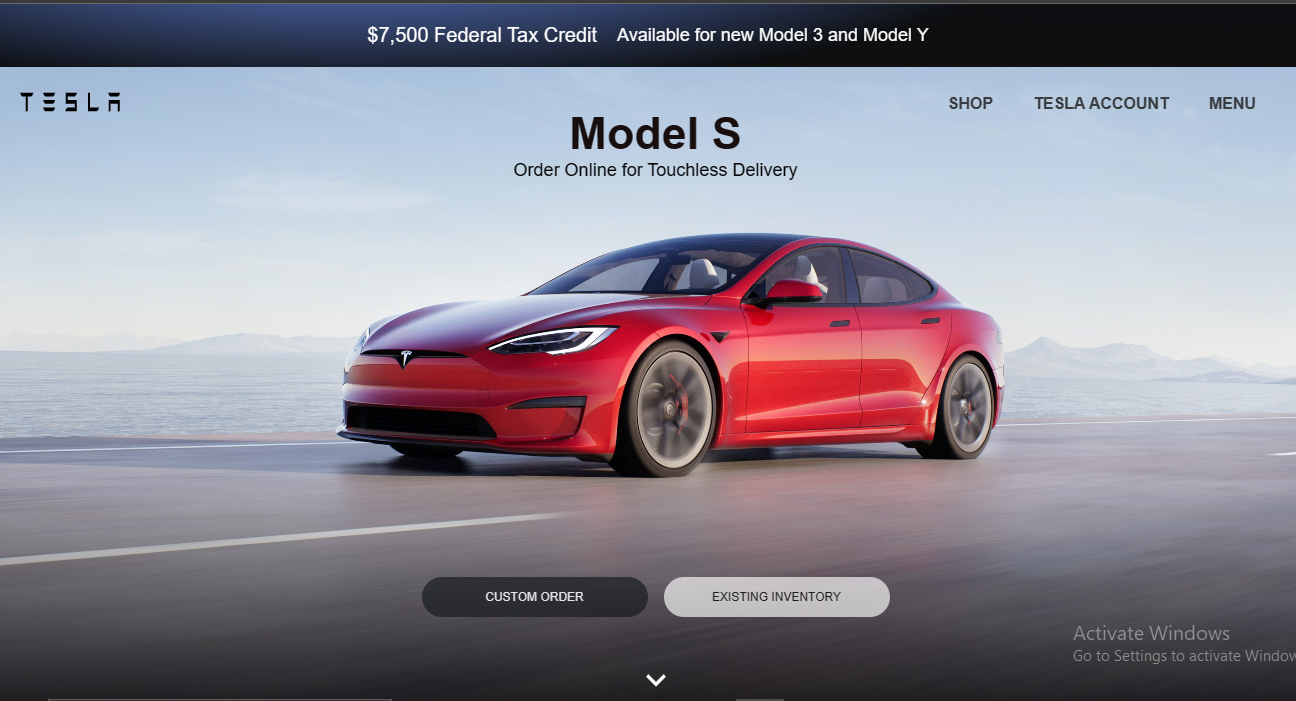 $7,500 Federal Tax Credit Available for new Model 3 and Model Y
TESLA SHOP TESLA ACCOUNT MENU
Model S
Order Online for Touchless Delivery
CUSTOM ORDER EXISTING INVENTORY
Activate Windows
Go to Settings to activate Window